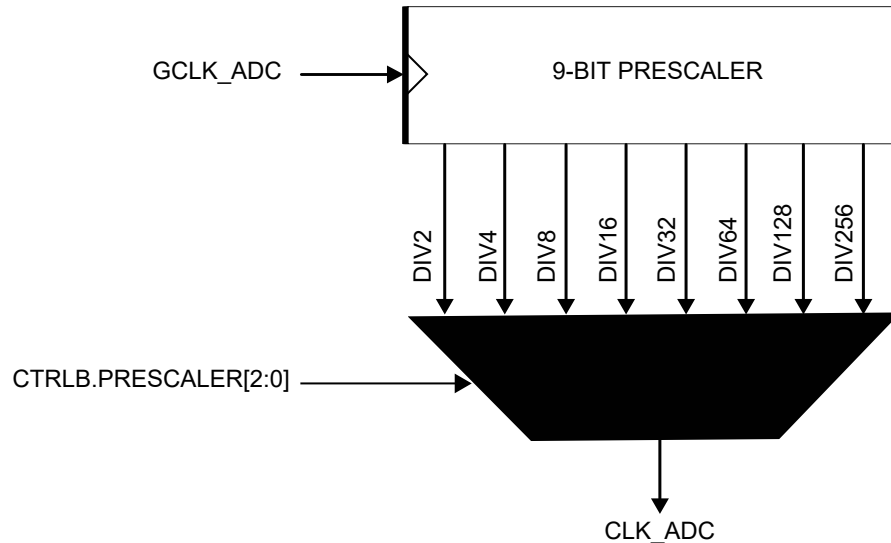 GCLK_ADC
9-BIT PRESCALER
DIV2
DIV4
DIV8
DIV16
DIV32
DIV64
DIV128
DIV256
CTRLB.PRESCALER[2:0]
CLK_ADC